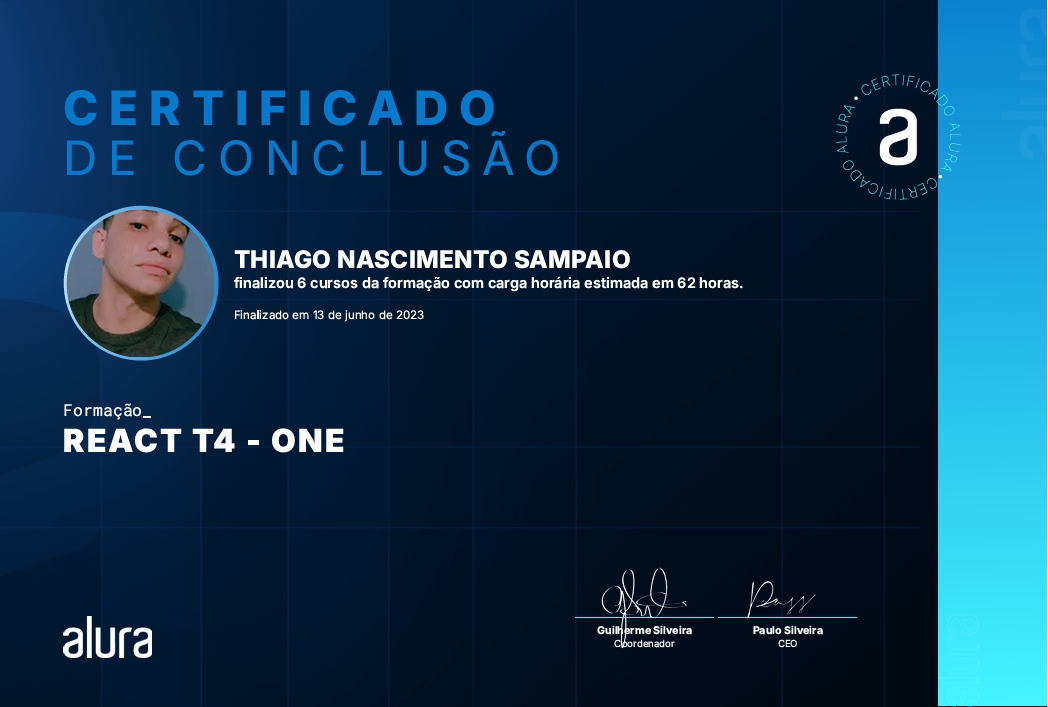 CERTIFICADO
DE CONCLUSÃO
CERTIFICADO ALURA • CERTIFICADO ALURA •
a
THIAGO NASCIMENTO SAMPAIO
finalizou 6 cursos da formação com carga horária estimada em 62 horas.
Finalizado em 13 de junho de 2023
Formação_
REACT T4 - ONE
Guilherme Silveira
Coordenador
Paulo Silveira
CEO
alura
alura
alura